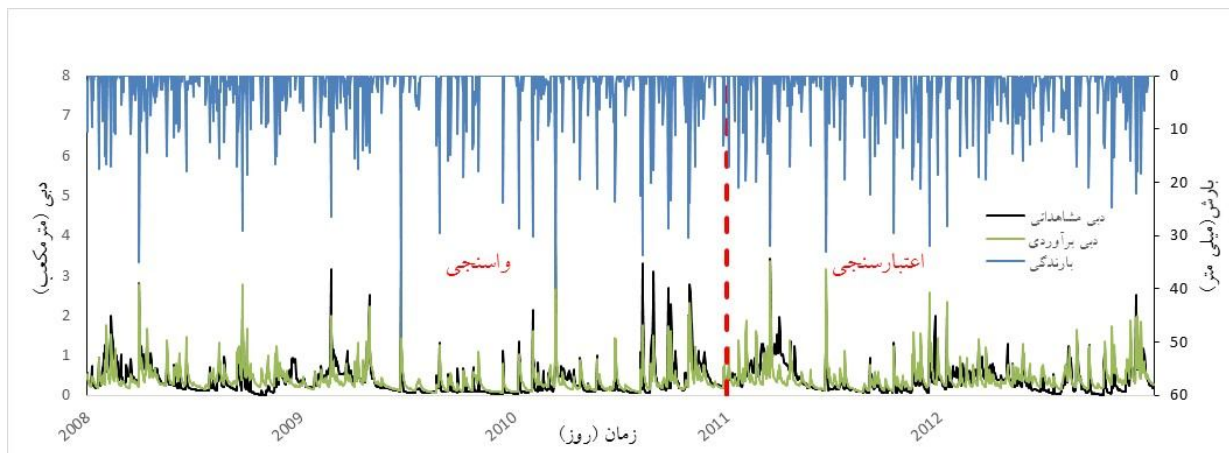 8
7
6
5
4
3
2
1
0
دبی (مترمکعب)
0
10
20
30
40
50
60
بارش(میلی متر)
دبی مشاهداتی
دبی برآوردی
بارندگی
واسنجی
اعتبارسنجی
2008
2009
2010
2011
2012
زمان (روز)